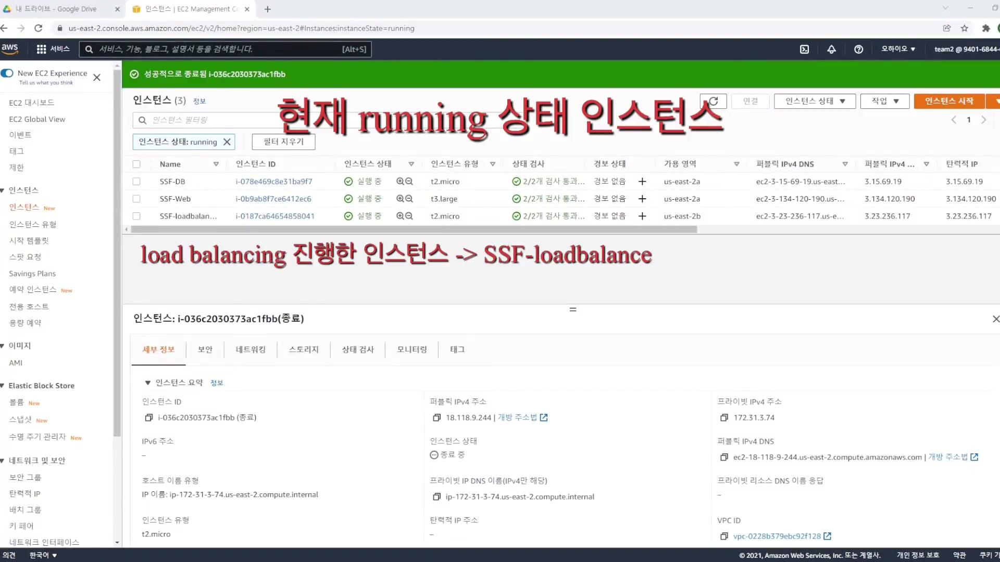 내 드라이브 - Google Drive
인스턴스 | EC2 Management Co
us-east-2.console.aws.amazon.com/ec2/v2/home?region=us-east-2#Instances:instanceState=running
aws
서비스
서비스, 기능, 블로그, 설명서 등을 검색합니다.
[Alt+S]
오하이오
team2 @ 9401-6844-
New EC2 Experience
Tell us what you think
EC2 대시보드
EC2 Global View
이벤트
태그
제한
인스턴스
인스턴스 New
인스턴스 유형
시작 템플릿
스팟 요청
Savings Plans
예약 인스턴스 New
전용 호스트
용량 예약
이미지
AMI
Elastic Block Store
볼륨 New
스냅샷 New
수명 주기 관리자 New
네트워크 및 보안
보안 그룹
탄력적 IP
배치 그룹
키 페어
네트워크 인터페이스
성공적으로 종료됨 i-036c2030373ac1fbb
인스턴스 (3) 정보
연결
인스턴스 상태
작업
인스턴스 시작
현재 running 상태 인스턴스
인스턴스 필터링
1
인스턴스 상태: running
필터 지우기
Name 인스턴스 ID 인스턴스 상태 인스턴스 유형 상태 검사 경보 상태 가용 영역 퍼블릭 IPv4 DNS 퍼블릭 IPv4 ... 탄력적 IP
SSF-DB i-078e469c8e31ba9f7 실행 중 t2.micro 2/2개 검사 통과... 경보 없음 us-east-2a ec2-3-15-69-19.us-east... 3.15.69.19 3.15.69.19
SSF-Web i-0b9ab8f7ce6412ec6 실행 중 t3.large 2/2개 검사 통과... 경보 없음 us-east-2a ec2-3-134-120-190.us-... 3.134.120.190 3.134.120.190
SSF-loadbalan... i-0187ca64654858041 실행 중 t2.micro 2/2개 검사 통과... 경보 없음 us-east-2b ec2-3-23-236-117.us-e... 3.23.236.117 3.23.236.117
load balancing 진행한 인스턴스 -> SSF-loadbalance
인스턴스: i-036c2030373ac1fbb(종료)
세부 정보 보안 네트워킹 스토리지 상태 검사 모니터링 태그
인스턴스 요약 정보
인스턴스 ID
i-036c2030373ac1fbb (종료)
퍼블릭 IPv4 주소
18.118.9.244 | 개방 주소법
프라이빗 IPv4 주소
172.31.3.74
IPv6 주소
–
인스턴스 상태
종료 중
퍼블릭 IPv4 DNS
ec2-18-118-9-244.us-east-2.compute.amazonaws.com | 개방 주소법
호스트 이름 유형
IP 이름: ip-172-31-3-74.us-east-2.compute.internal
프라이빗 IP DNS 이름(IPv4만 해당)
ip-172-31-3-74.us-east-2.compute.internal
프라이빗 리소스 DNS 이름 응답
–
인스턴스 유형
t2.micro
탄력적 IP 주소
–
VPC ID
vpc-0228b379ebc92f128
의견 한국어
© 2021, Amazon Web Services, Inc. 또는 계열사. 개인 정보 보호 약관 쿠키 기